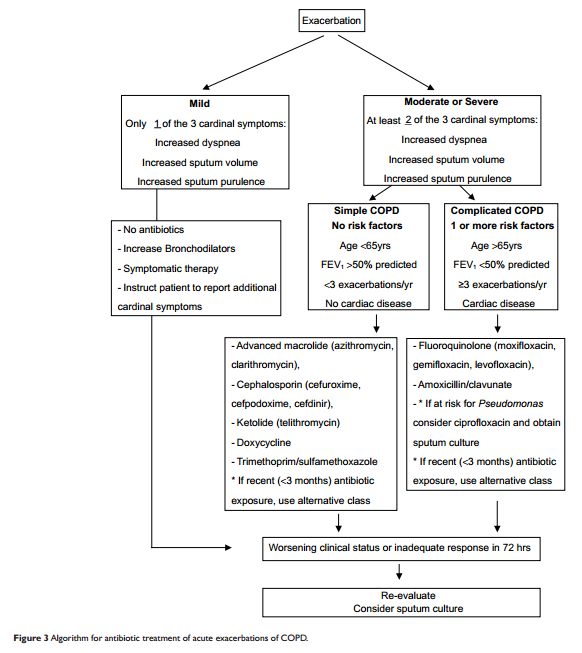 Exacerbation
Mild
Only 1 of the 3 cardinal symptoms:
Increased dyspnea
Increased sputum volume
Increased sputum purulence
Moderate or Severe
At least 2 of the 3 cardinal symptoms:
Increased dyspnea
Increased sputum volume
Increased sputum purulence
- No antibiotics
- Increase Bronchodilators
- Symptomatic therapy
- Instruct patient to report additional
cardinal symptoms
Simple COPD
No risk factors
Age <65yrs
FEV₁ >50% predicted
<3 exacerbations/yr
No cardiac disease
Complicated COPD
1 or more risk factors
Age >65yrs
FEV₁ <50% predicted
≥3 exacerbations/yr
Cardiac disease
- Advanced macrolide (azithromycin,
clarithromycin),
- Cephalosporin (cefuroxime,
cefpodoxime, cefdinir),
- Ketolide (telithromycin)
- Doxycycline
- Trimethoprim/sulfamethoxazole
* If recent (<3 months) antibiotic
exposure, use alternative class
- Fluoroquinolone (moxifloxacin,
gemifloxacin, levofloxacin),
- Amoxicillin/clavunate
- * If at risk for Pseudomonas
consider ciprofloxacin and obtain
sputum culture
* If recent (<3 months) antibiotic
exposure, use alternative class
Worsening clinical status or inadequate response in 72 hrs
Re-evaluate
Consider sputum culture
Figure 3 Algorithm for antibiotic treatment of acute exacerbations of COPD.